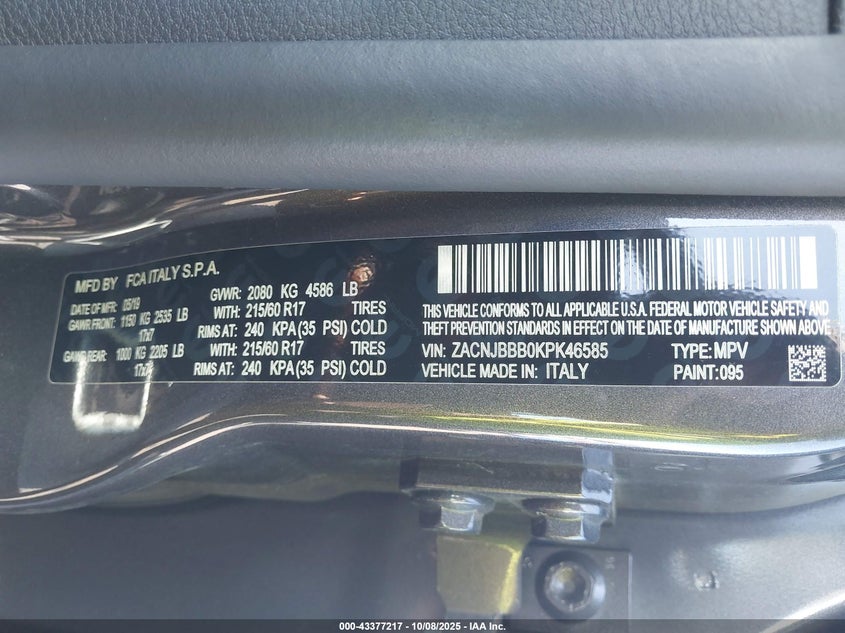 MFD BY FCA ITALY S.P.A.
DATE OF MFR: 05/19 GVWR: 2080 KG 4586 LB
GAWR FRONT: 1150 KG 2535 LB WITH: 215/60 R17 TIRES
17x7 RIMS AT: 240 KPA (35 PSI) COLD
GAWR REAR: 1000 KG 2205 LB WITH: 215/60 R17 TIRES
17x7 RIMS AT: 240 KPA (35 PSI) COLD
THIS VEHICLE CONFORMS TO ALL APPLICABLE U.S.A. FEDERAL MOTOR VEHICLE SAFETY AND
THEFT PREVENTION STANDARDS IN EFFECT ON THE DATE OF MANUFACTURE SHOWN ABOVE
VIN: ZACNJBBB0KPK46585 TYPE: MPV
VEHICLE MADE IN: ITALY PAINT: 095
000-43377217 - 10/08/2025 - IAA Inc.